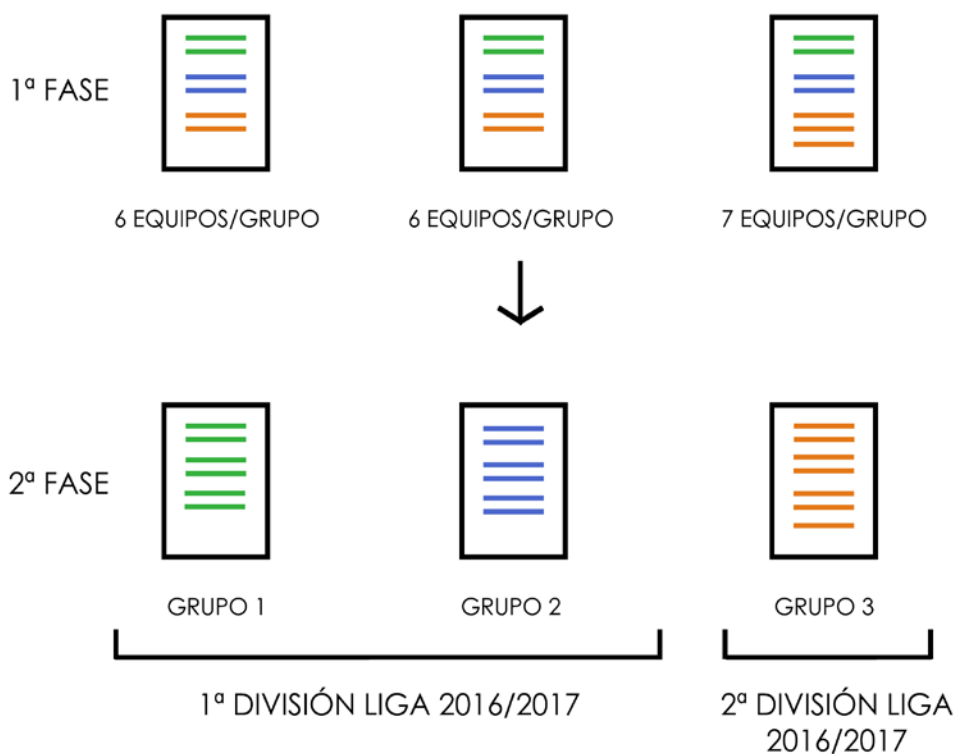 1ª FASE
6 EQUIPOS/GRUPO
6 EQUIPOS/GRUPO
7 EQUIPOS/GRUPO
2ª FASE
GRUPO 1
GRUPO 2
GRUPO 3
1ª DIVISIÓN LIGA 2016/2017
2ª DIVISIÓN LIGA
2016/2017